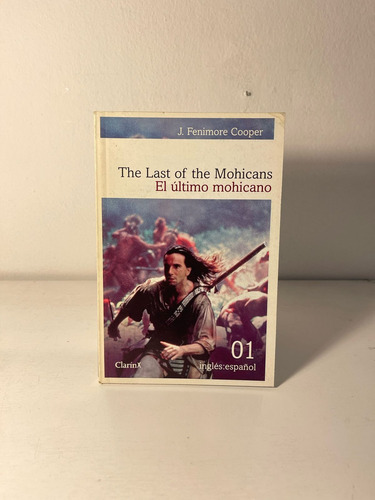 J. Fenimore Cooper
The Last of the Mohicans
El último mohicano
01
Clarín
inglés:español